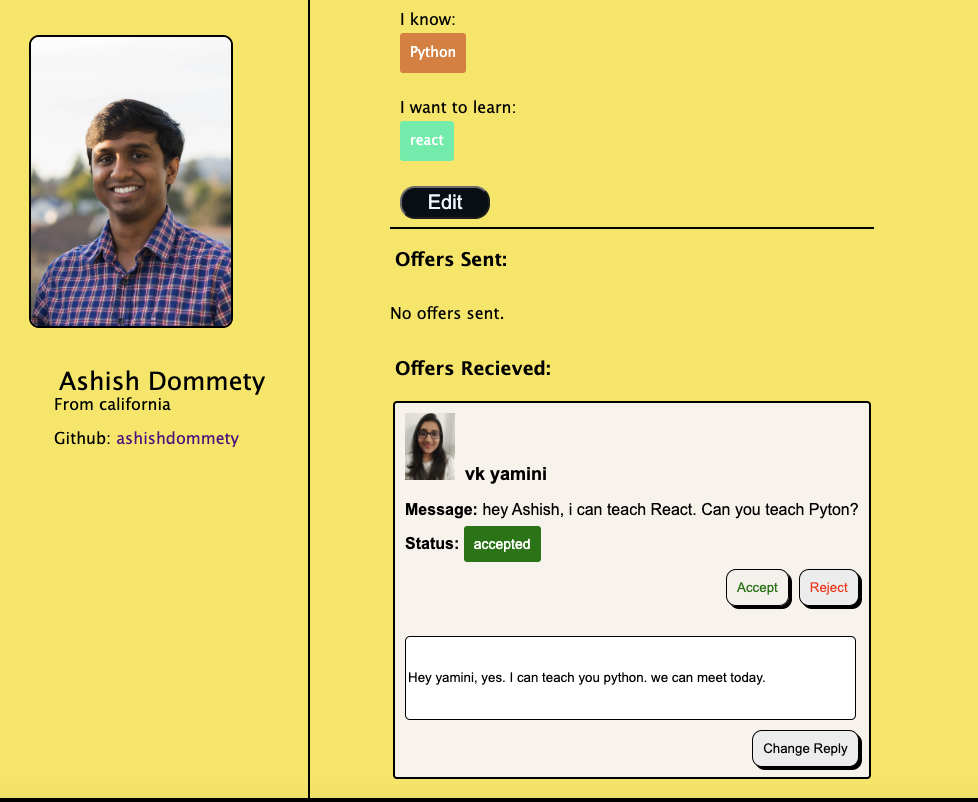 I know:
Python
I want to learn:
react
Edit
Offers Sent:
No offers sent.
Offers Recieved:
Ashish Dommety
From california
Github: ashishdommety
vk yamini
Message: hey Ashish, i can teach React. Can you teach Pyton?
Status: accepted
Accept Reject
Hey yamini, yes. I can teach you python. we can meet today.
Change Reply